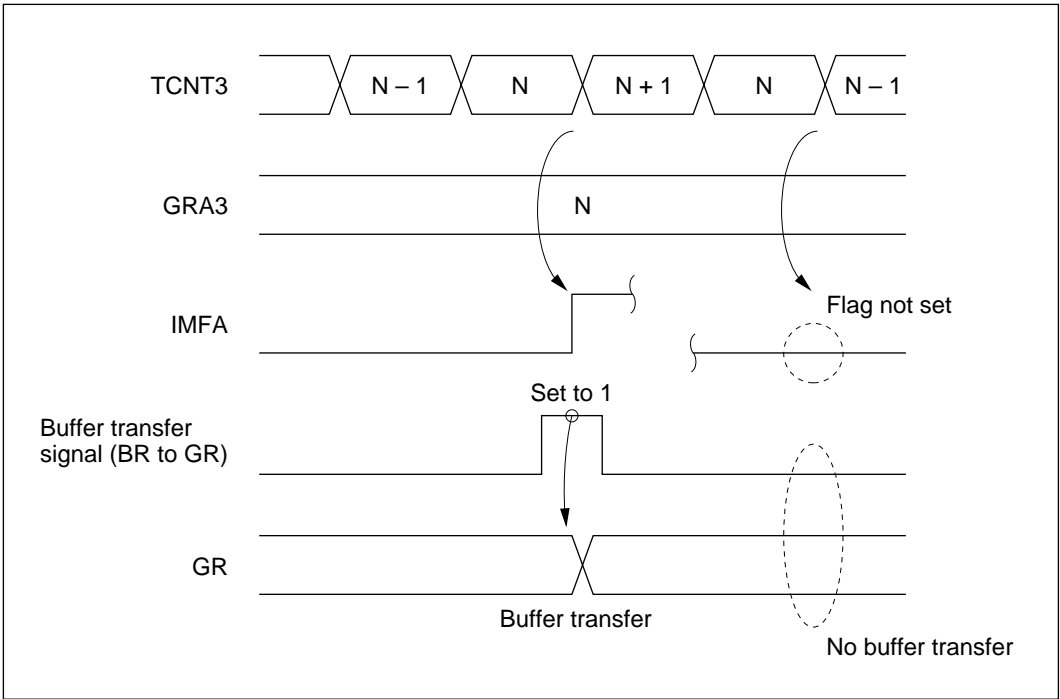 TCNT3 N – 1 N N + 1 N N – 1
GRA3 N
IMFA
Flag not set
Set to 1
Buffer transfer
signal (BR to GR)
GR
Buffer transfer
No buffer transfer